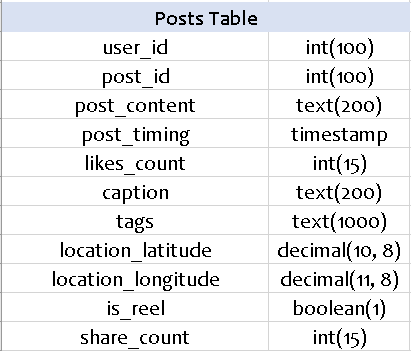 Posts Table
user_id int(100)
post_id int(100)
post_content text(200)
post_timing timestamp
likes_count int(15)
caption text(200)
tags text(1000)
location_latitude decimal(10, 8)
location_longitude decimal(11, 8)
is_reel boolean(1)
share_count int(15)